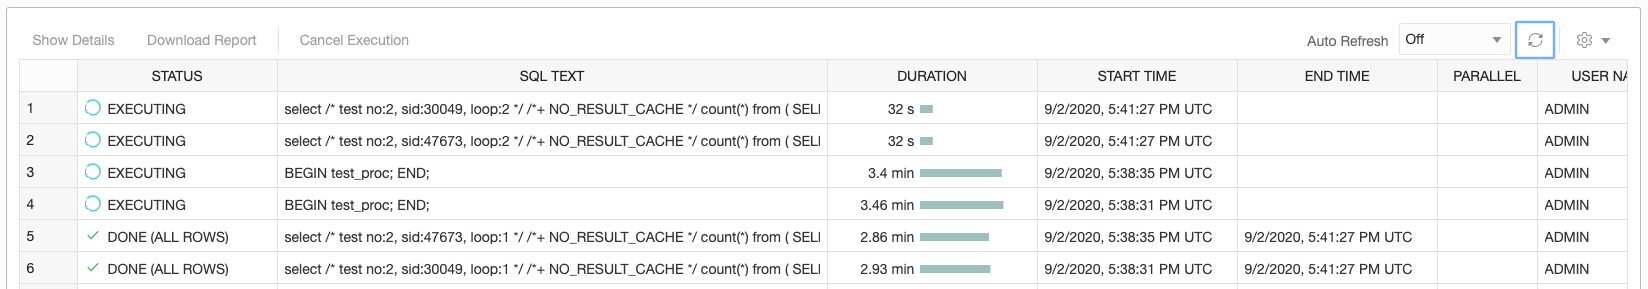 Show Details Download Report Cancel Execution Auto Refresh Off
STATUS SQL TEXT DURATION START TIME END TIME PARALLEL USER NA
1 EXECUTING select /* test no:2, sid:30049, loop:2 */ /*+ NO_RESULT_CACHE */ count(*) from ( SELI 32 s 9/2/2020, 5:41:27 PM UTC ADMIN
2 EXECUTING select /* test no:2, sid:47673, loop:2 */ /*+ NO_RESULT_CACHE */ count(*) from ( SELI 32 s 9/2/2020, 5:41:27 PM UTC ADMIN
3 EXECUTING BEGIN test_proc; END; 3.4 min 9/2/2020, 5:38:35 PM UTC ADMIN
4 EXECUTING BEGIN test_proc; END; 3.46 min 9/2/2020, 5:38:31 PM UTC ADMIN
5 DONE (ALL ROWS) select /* test no:2, sid:47673, loop:1 */ /*+ NO_RESULT_CACHE */ count(*) from ( SELI 2.86 min 9/2/2020, 5:38:35 PM UTC 9/2/2020, 5:41:27 PM UTC ADMIN
6 DONE (ALL ROWS) select /* test no:2, sid:30049, loop:1 */ /*+ NO_RESULT_CACHE */ count(*) from ( SELI 2.93 min 9/2/2020, 5:38:31 PM UTC 9/2/2020, 5:41:27 PM UTC ADMIN